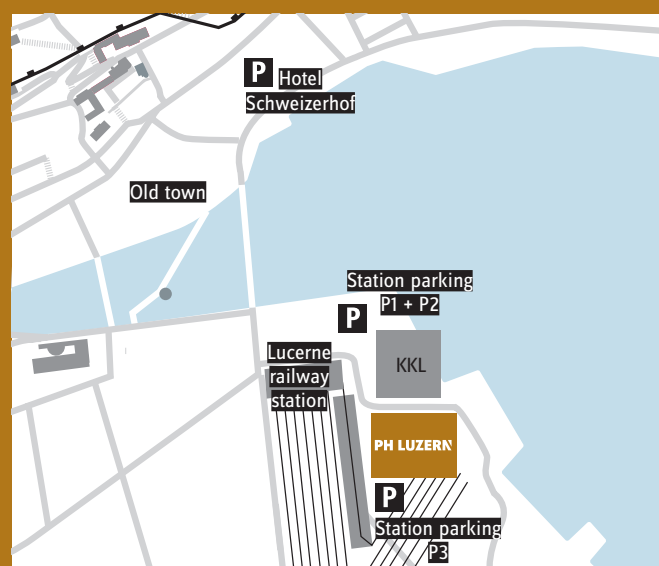 P Hotel
Schweizerhof
Old town
Station parking
P1 + P2
P
Lucerne
railway
station
KKL
PH LUZERN
P
Station parking
P3